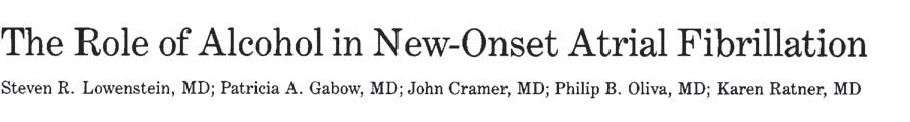 The Role of Alcohol in New-Onset Atrial Fibrillation
Steven R. Lowenstein, MD; Patricia A. Gabow, MD; John Cramer, MD; Philip B. Oliva, MD; Karen Ratner, MD